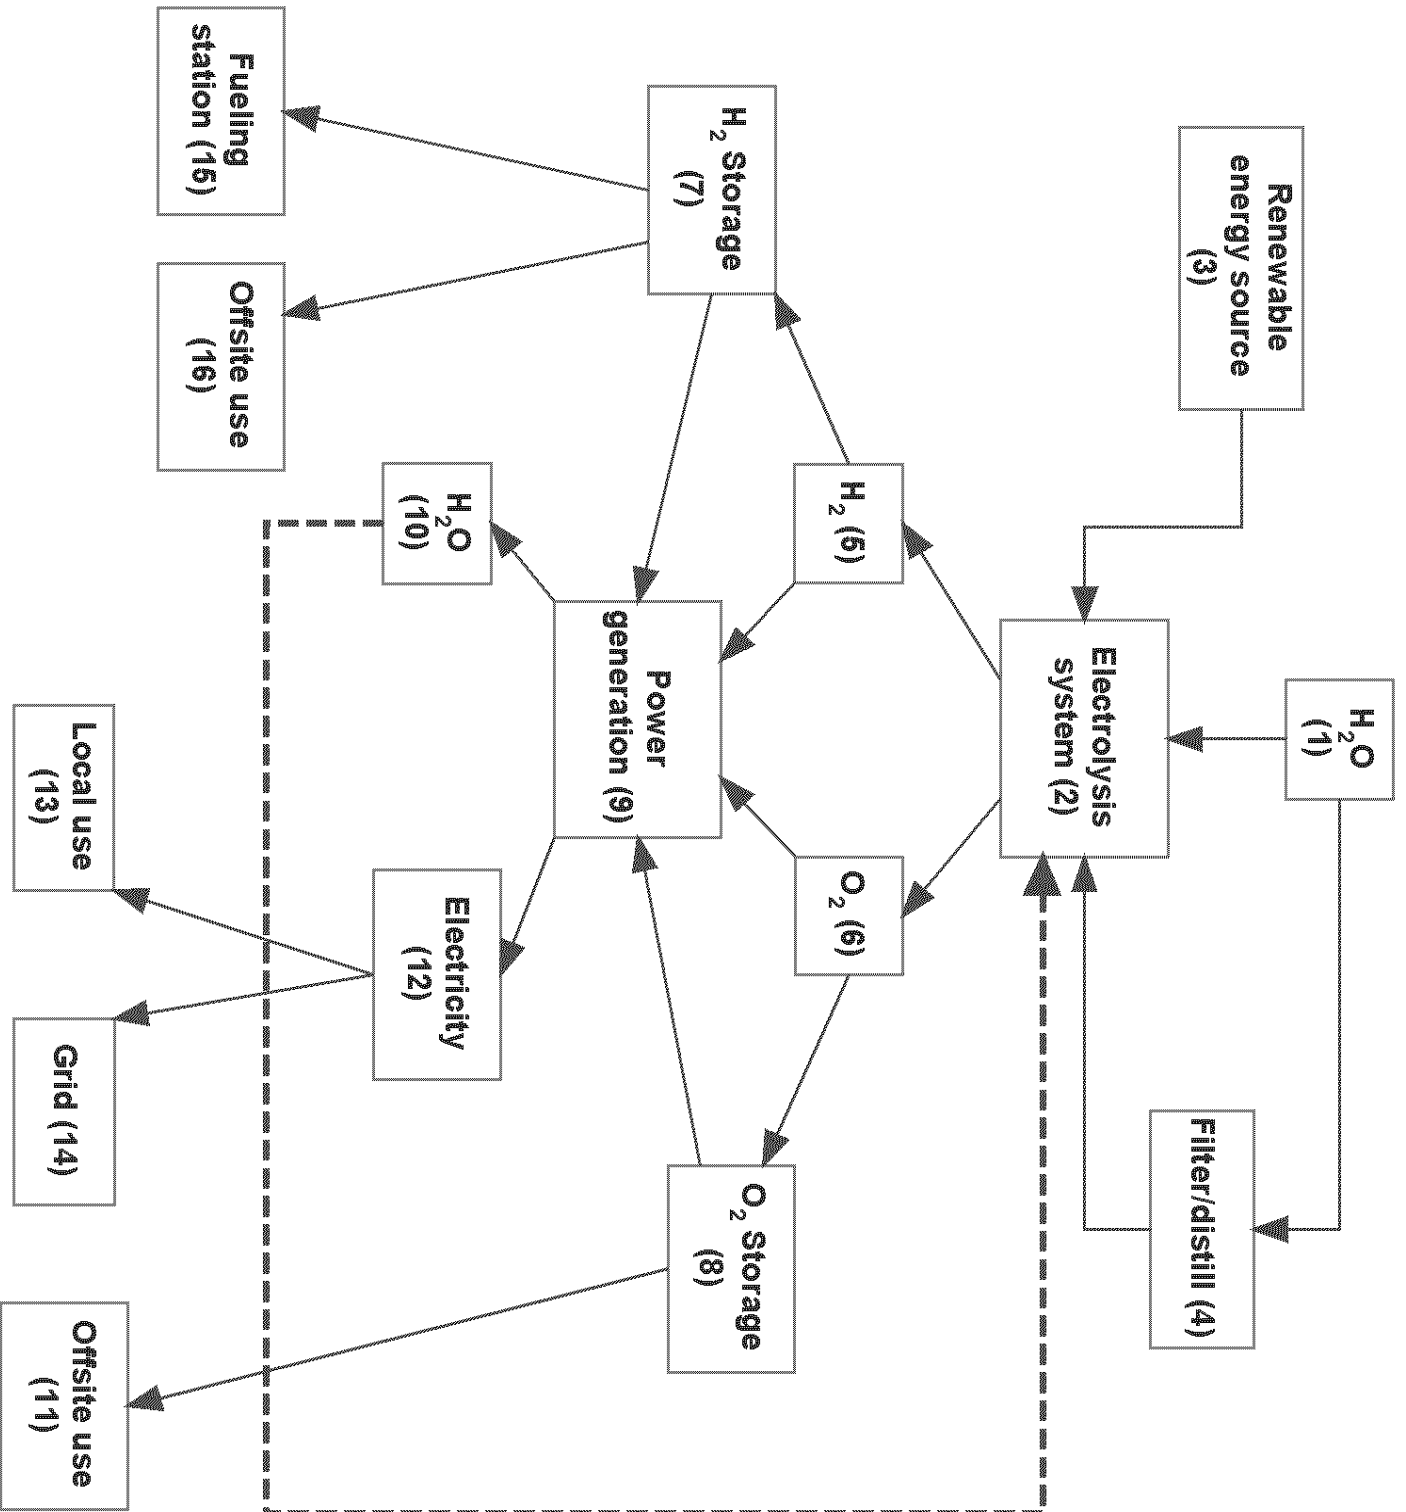 H2O
(1)
Renewable
energy source
(3)
Filter/distill (4)
Electrolysis
system (2)
H2 (5)
O2 (6)
H2 Storage
(7)
O2 Storage
(8)
Power
generation (9)
H2O
(10)
Electricity
(12)
Fueling
station (15)
Offsite use
(16)
Local use
(13)
Grid (14)
Offsite use
(11)